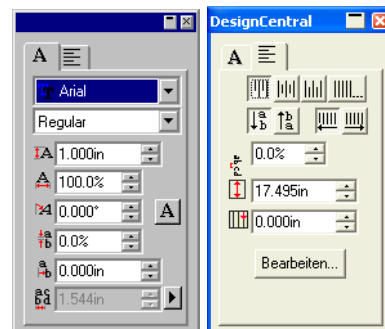 DesignCentral
A
Arial
Regular
1.000in
100.0%
0.000°
A
0.0%
0.000in
1.544in
A
0.0%
17.495in
0.000in
Bearbeiten...